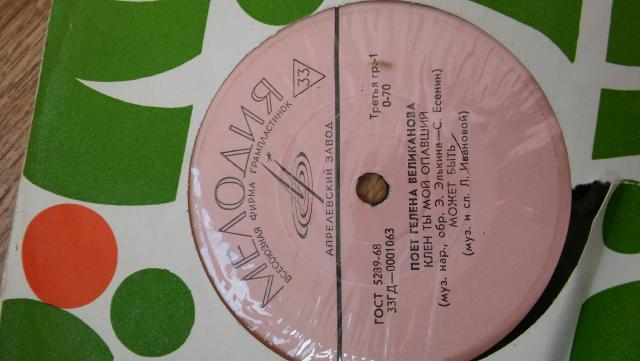 МЕЛОДИЯ
ВСЕСОЮЗНАЯ ФИРМА ГРАМПЛАСТИНОК
33
АПРЕЛЕВСКИЙ ЗАВОД
ГОСТ 5289-68
33ГД—0001063
Третья гр.-1
0-70
ПОЕТ ГЕЛЕНА ВЕЛИКАНОВА
КЛЕН ТЫ МОЙ ОПАВШИЙ
(муз. нар., обр. Э. Элькина—С. Есенин)
МОЖЕТ БЫТЬ
(муз. и сл. Л. Ивановой)